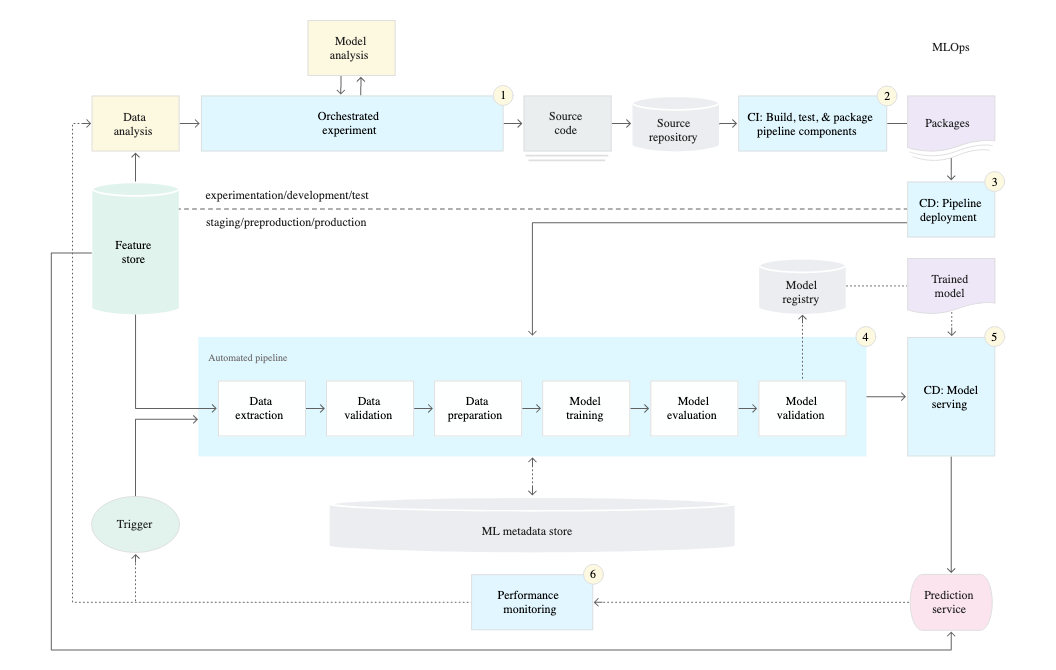 Model
analysis
MLOps
1
2
Data
analysis
Orchestrated
experiment
Source
code
Source
repository
CI: Build, test, & package
pipeline components
Packages
3
experimentation/development/test
staging/preproduction/production
CD: Pipeline
deployment
Feature
store
Model
registry
Trained
model
4
5
Automated pipeline
Data
extraction
Data
validation
Data
preparation
Model
training
Model
evaluation
Model
validation
CD: Model
serving
Trigger
ML metadata store
6
Performance
monitoring
Prediction
service